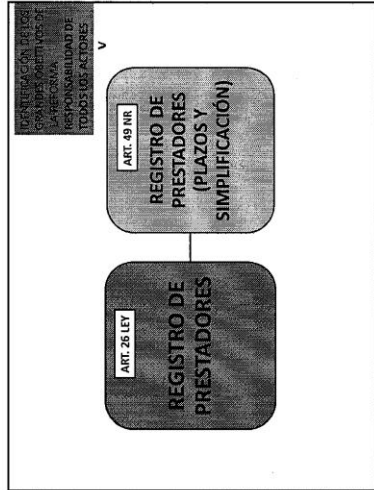 IDENTIFICACIÓN DE LOS
GRANDES OBJETIVOS DE
LA REFORMA
RESPONSABILIDAD DE
TODOS LOS ACTORES
V
ART. 26 LEY
REGISTRO DE
PRESTADORES
ART. 49 NR
REGISTRO DE
PRESTADORES
(PLAZOS Y
SIMPLIFICACIÓN)